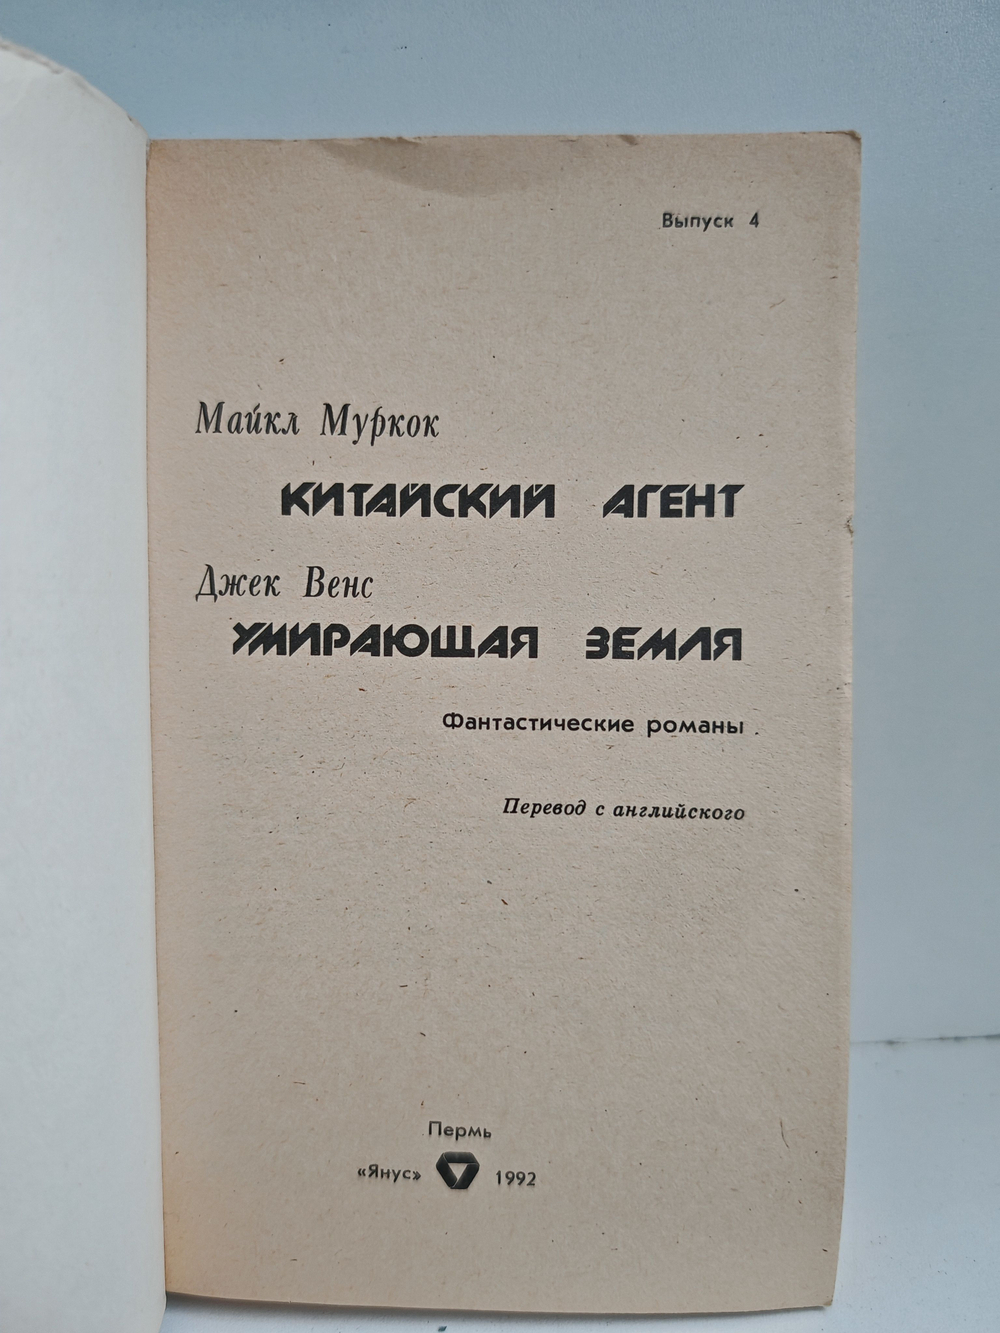 Выпуск 4
Майкл Муркок
КИТАЙСКИЙ АГЕНТ
Джек Венс
УМИРАЮЩАЯ ЗЕМЛЯ
Фантастические романы
Перевод с английского
Пермь
«Янус» 1992